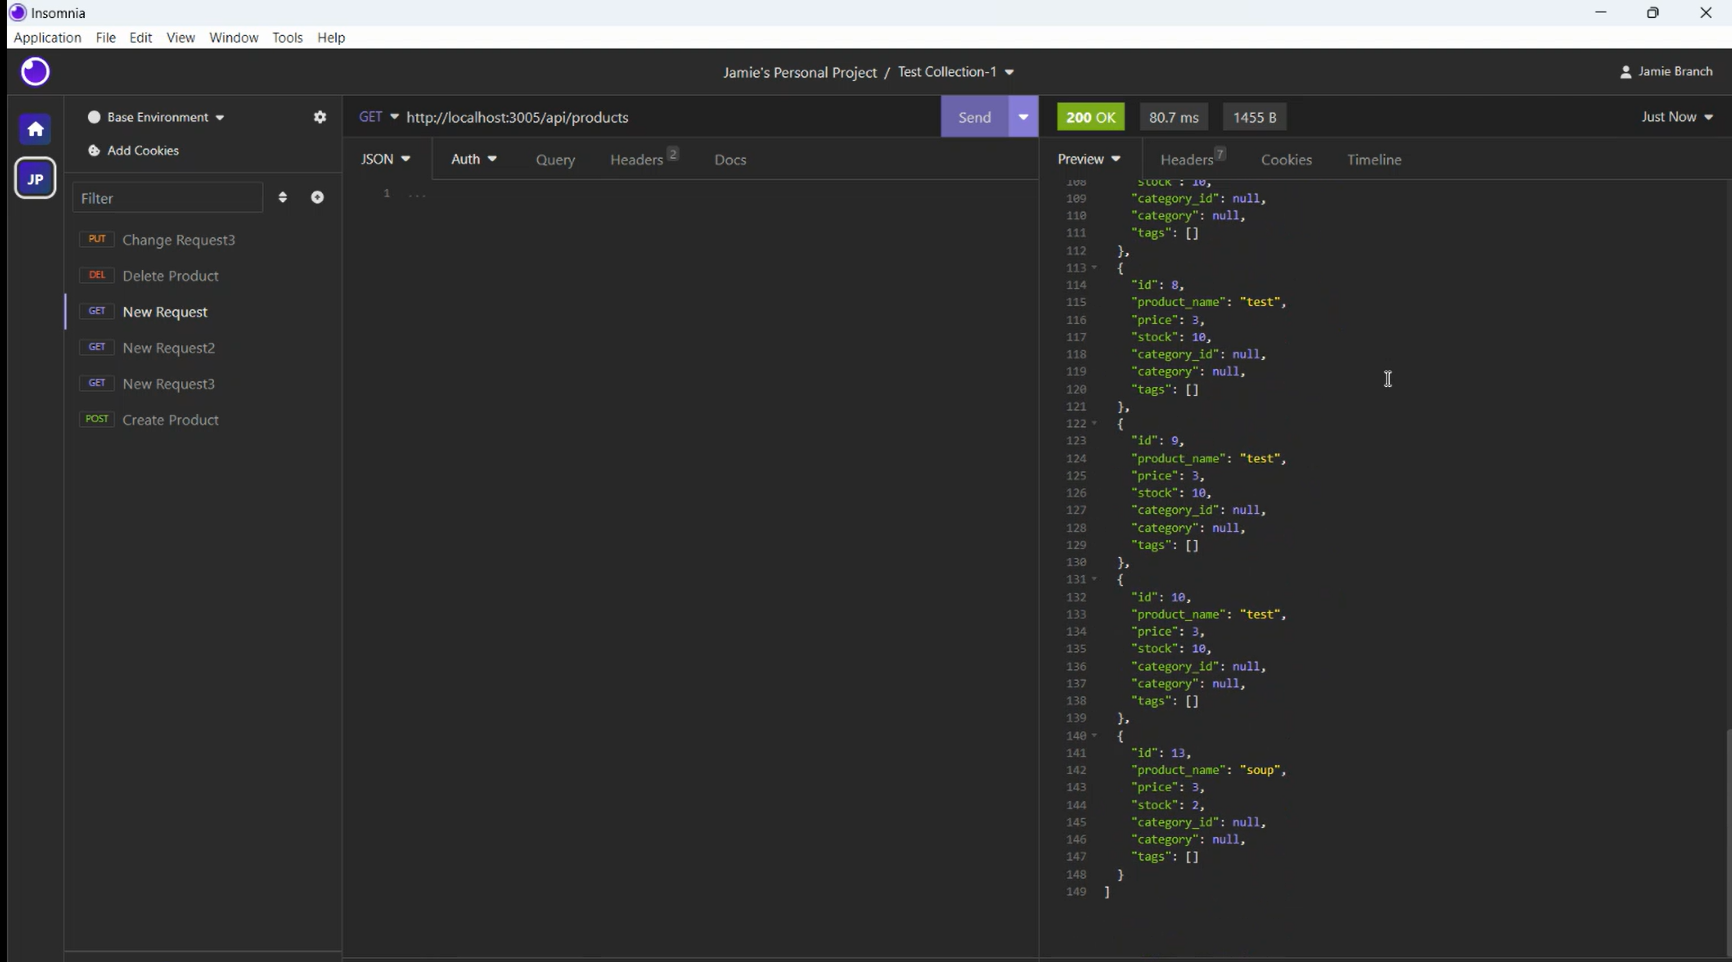 Insomnia
Application File Edit View Window Tools Help
Jamie's Personal Project / Test Collection-1
Jamie Branch
JP
Base Environment
Add Cookies
Filter
PUT Change Request3
DEL Delete Product
GET New Request
GET New Request2
GET New Request3
POST Create Product
GET http://localhost:3005/api/products
Send
JSON Auth Query Headers 2 Docs
1 ...
200 OK 80.7 ms 1455 B Just Now
Preview Headers 7 Cookies Timeline
108 "stock": 10,
109 "category_id": null,
110 "category": null,
111 "tags": []
112 },
113 {
114 "id": 8,
115 "product_name": "test",
116 "price": 3,
117 "stock": 10,
118 "category_id": null,
119 "category": null,
120 "tags": []
121 },
122 {
123 "id": 9,
124 "product_name": "test",
125 "price": 3,
126 "stock": 10,
127 "category_id": null,
128 "category": null,
129 "tags": []
130 },
131 {
132 "id": 10,
133 "product_name": "test",
134 "price": 3,
135 "stock": 10,
136 "category_id": null,
137 "category": null,
138 "tags": []
139 },
140 {
141 "id": 13,
142 "product_name": "soup",
143 "price": 3,
144 "stock": 2,
145 "category_id": null,
146 "category": null,
147 "tags": []
148 }
149 ]